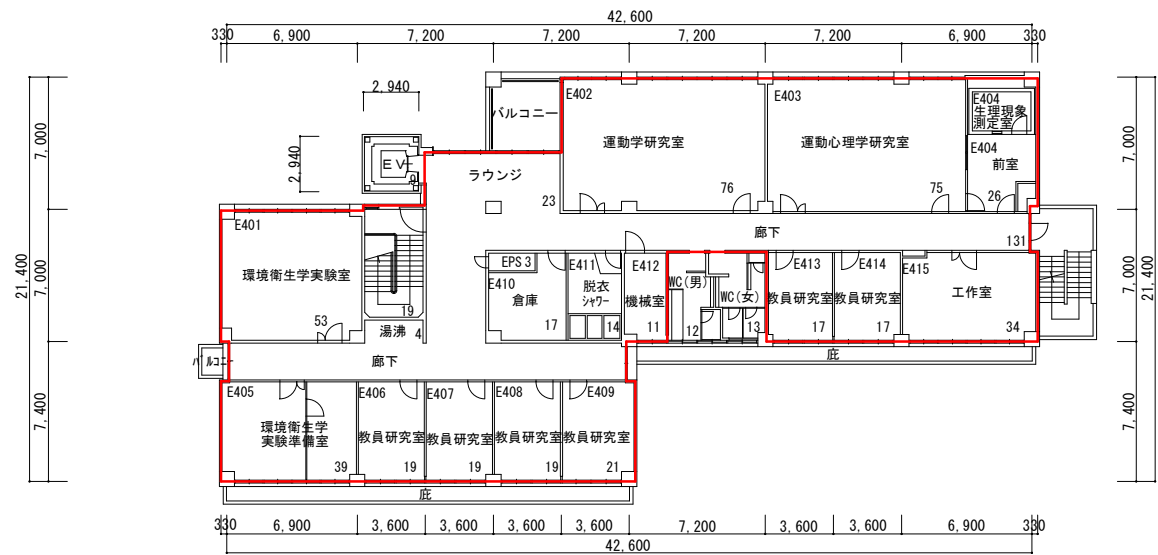 42,600
330 6,900 7,200 7,200 7,200 7,200 6,900 330
2,940
21,400
7,000
7,000
7,400
2,940
7,000
7,000
7,400
21,400
バルコニー
E402
運動学研究室
76
E403
運動心理学研究室
75
E404
生理現象
測定室
E404
前室
26
EV
9
ラウンジ
23
廊下
131
E401
環境衛生学実験室
53
19
湯沸
4
EPS 3
E410
倉庫
17
E411
脱衣
シャワー
14
E412
機械室
11
WC(男)
12
WC(女)
13
E413
教員研究室
17
E414
教員研究室
17
E415
工作室
34
庇
バルコニー
廊下
E405
環境衛生学
実験準備室
39
E406
教員研究室
19
E407
教員研究室
19
E408
教員研究室
19
E409
教員研究室
21
庇
330 6,900 3,600 3,600 3,600 3,600 7,200 3,600 3,600 6,900 330
42,600